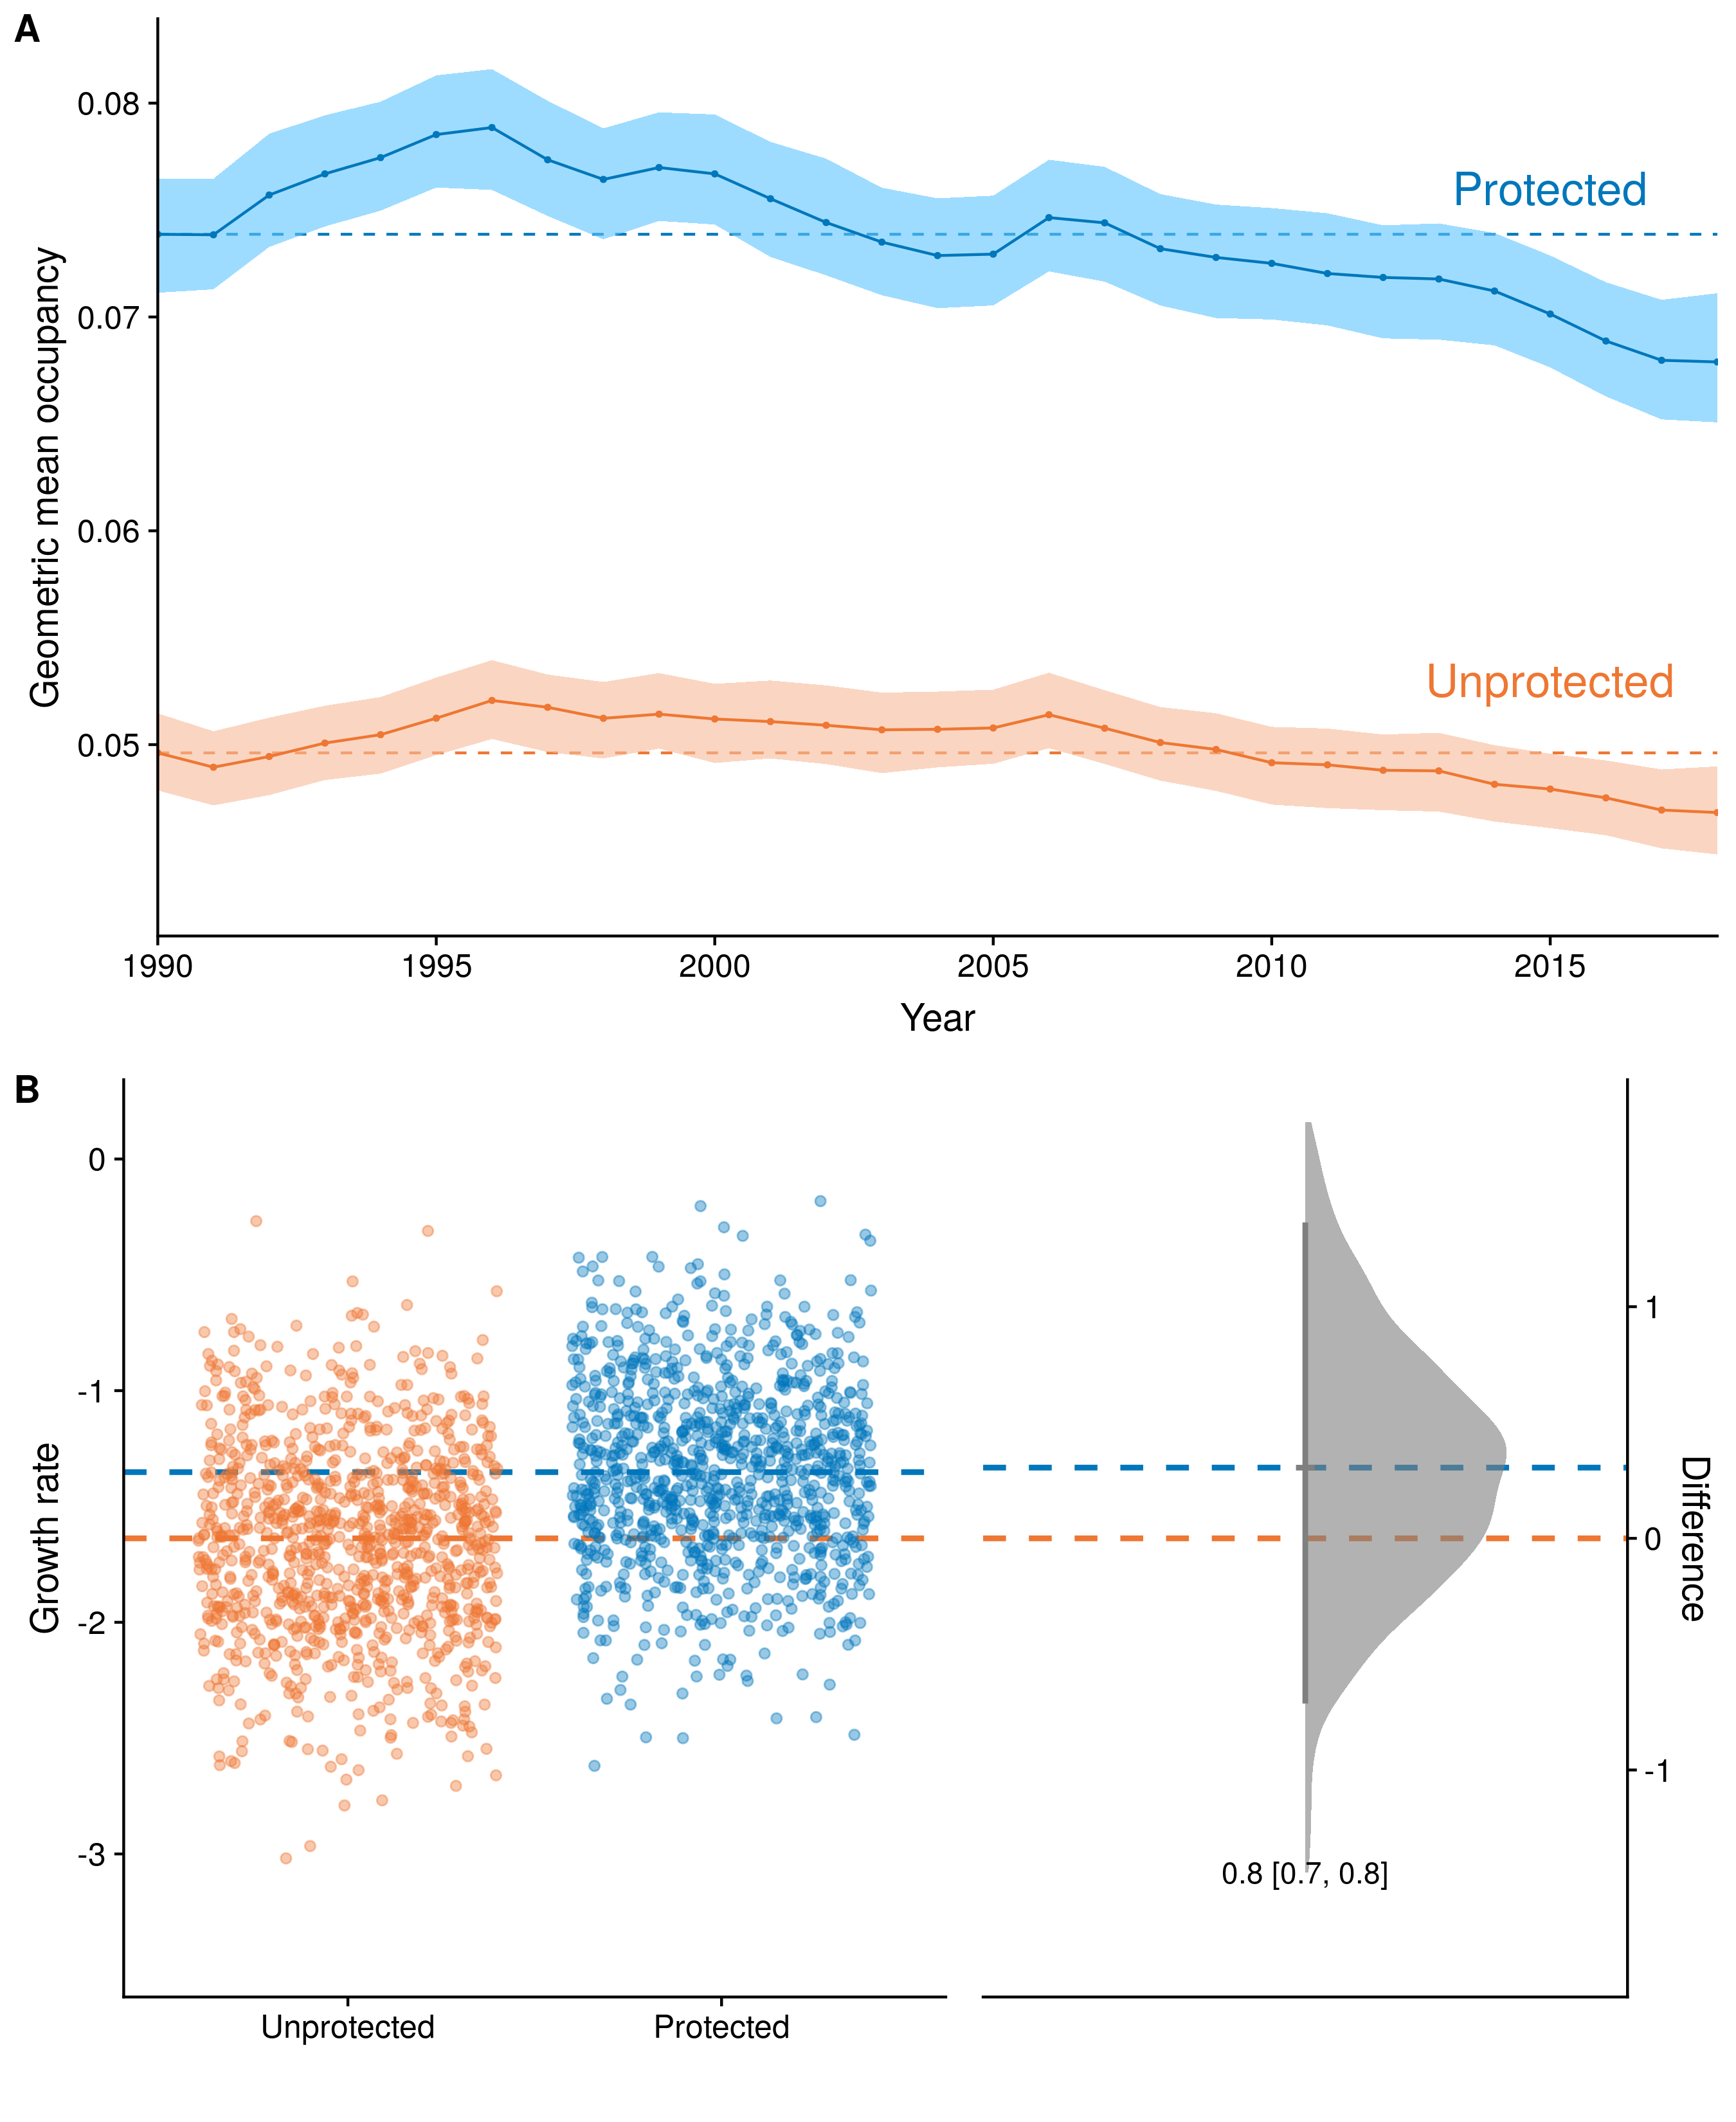 A
0.08
0.07
0.06
0.05
Geometric mean occupancy
Protected
Unprotected
1990 1995 2000 2005 2010 2015
Year
B
0
-1
-2
-3
Growth rate
Unprotected Protected
1
0
-1
Difference
0.8 [0.7, 0.8]